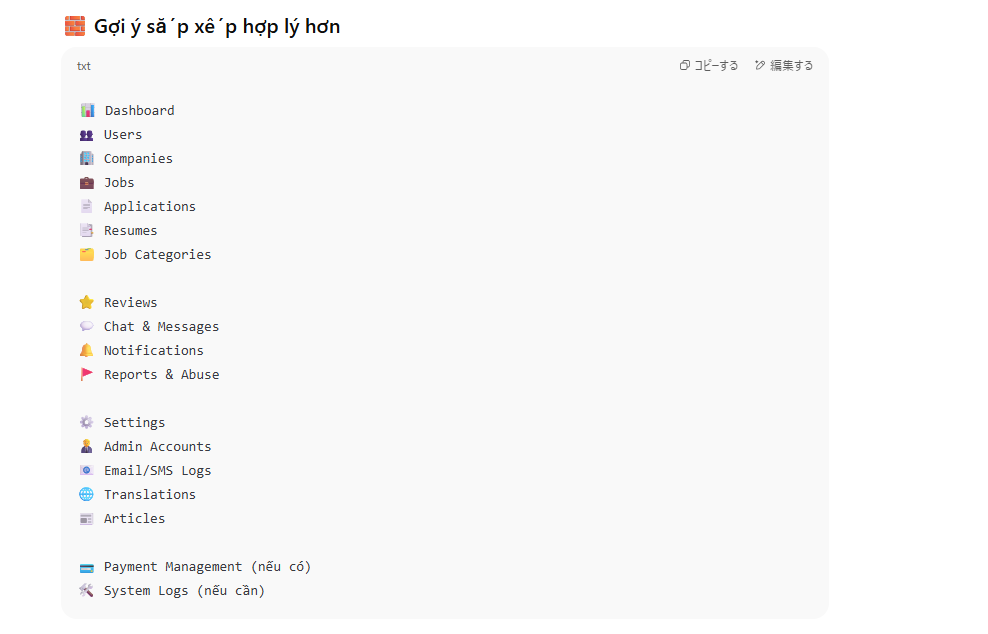 🧱 Gợi ý sắp xếp hợp lý hơn
txt コピーする 編集する
📊 Dashboard
👥 Users
🏢 Companies
💼 Jobs
📄 Applications
📑 Resumes
🗂️ Job Categories
⭐ Reviews
💬 Chat & Messages
🔔 Notifications
🚩 Reports & Abuse
⚙️ Settings
🧑‍💼 Admin Accounts
📧 Email/SMS Logs
🌐 Translations
📰 Articles
💳 Payment Management (nếu có)
🛠️ System Logs (nếu cần)